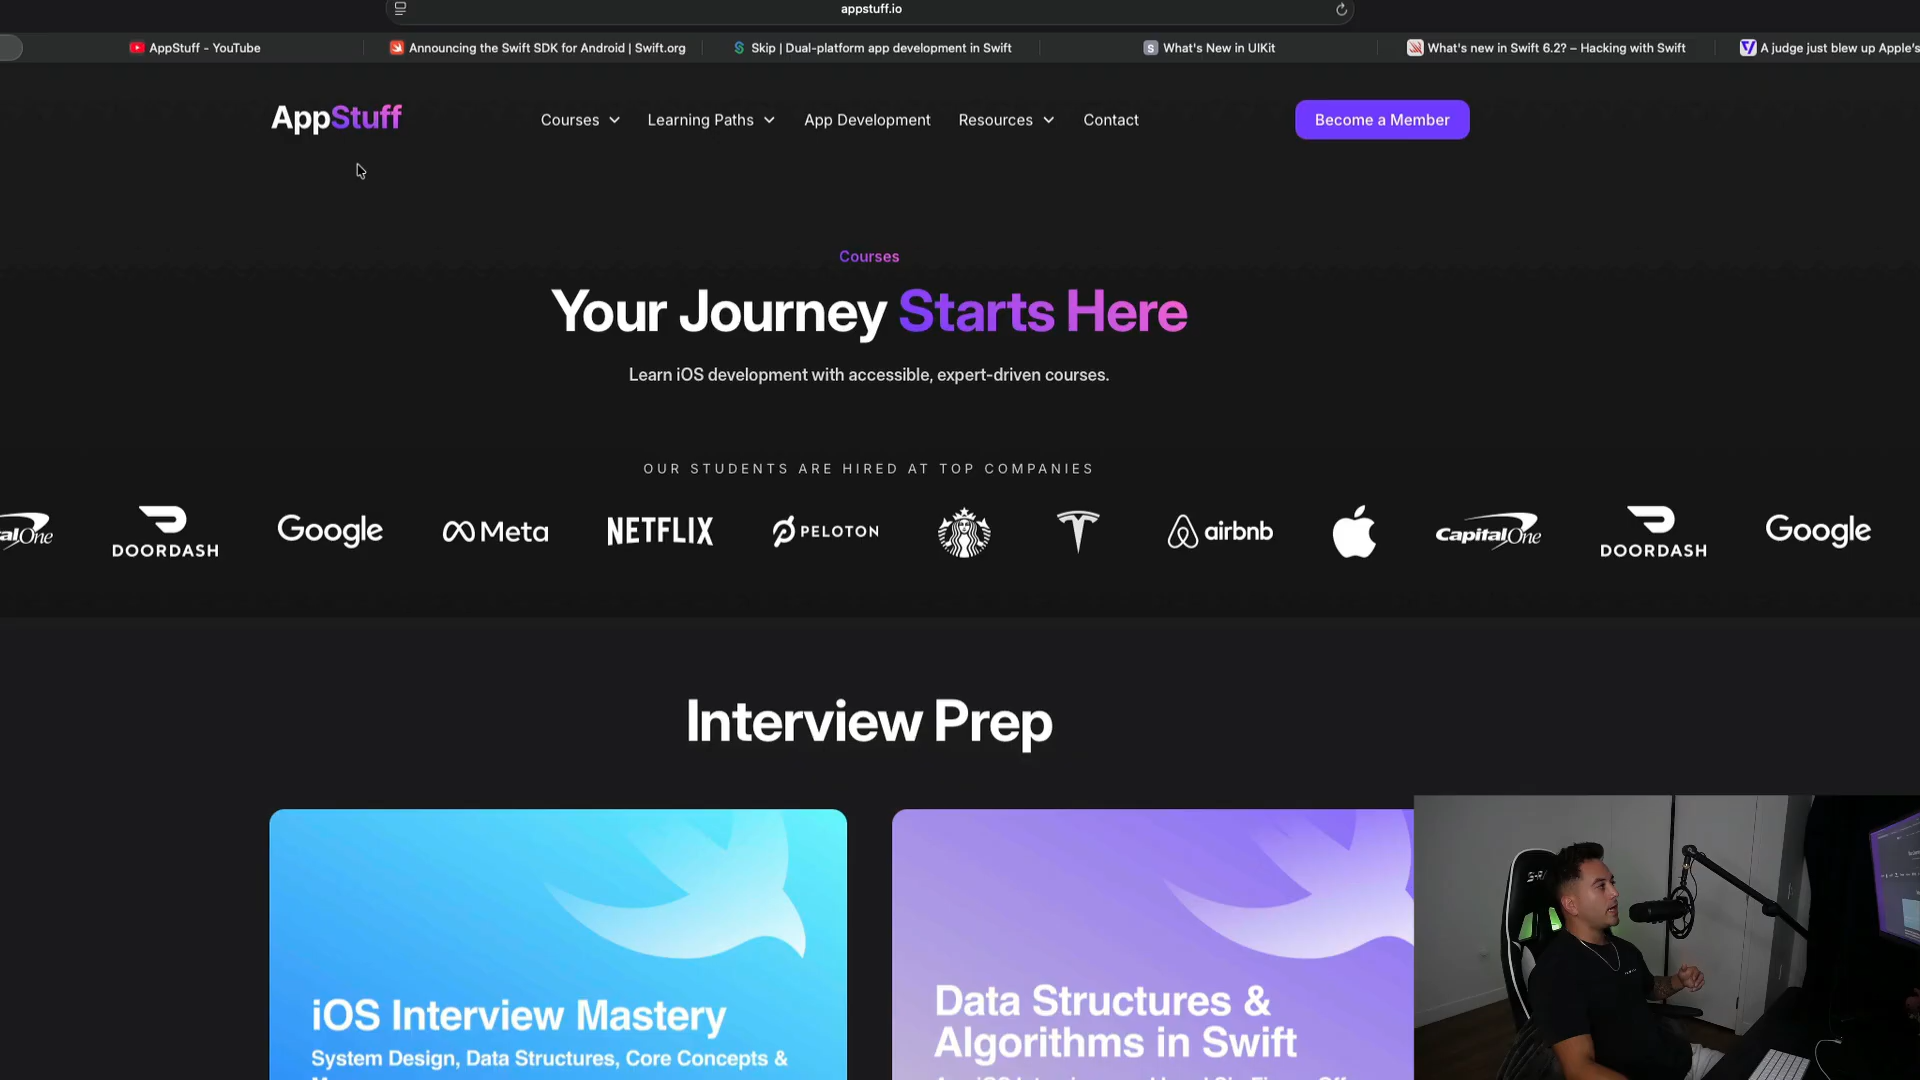 appstuff.io
AppStuff - YouTube
Announcing the Swift SDK for Android | Swift.org
Skip | Dual-platform app development in Swift
What's New in UIKit
What's new in Swift 6.2? – Hacking with Swift
A judge just blew up Apple's
AppStuff
Courses
Learning Paths
App Development
Resources
Contact
Become a Member
Courses
Your Journey Starts Here
Learn iOS development with accessible, expert-driven courses.
OUR STUDENTS ARE HIRED AT TOP COMPANIES
alOne
DOORDASH
Google
Meta
NETFLIX
PELOTON
airbnb
CapitalOne
DOORDASH
Google
Interview Prep
iOS Interview Mastery
System Design, Data Structures, Core Concepts &
Data Structures &
Algorithms in Swift